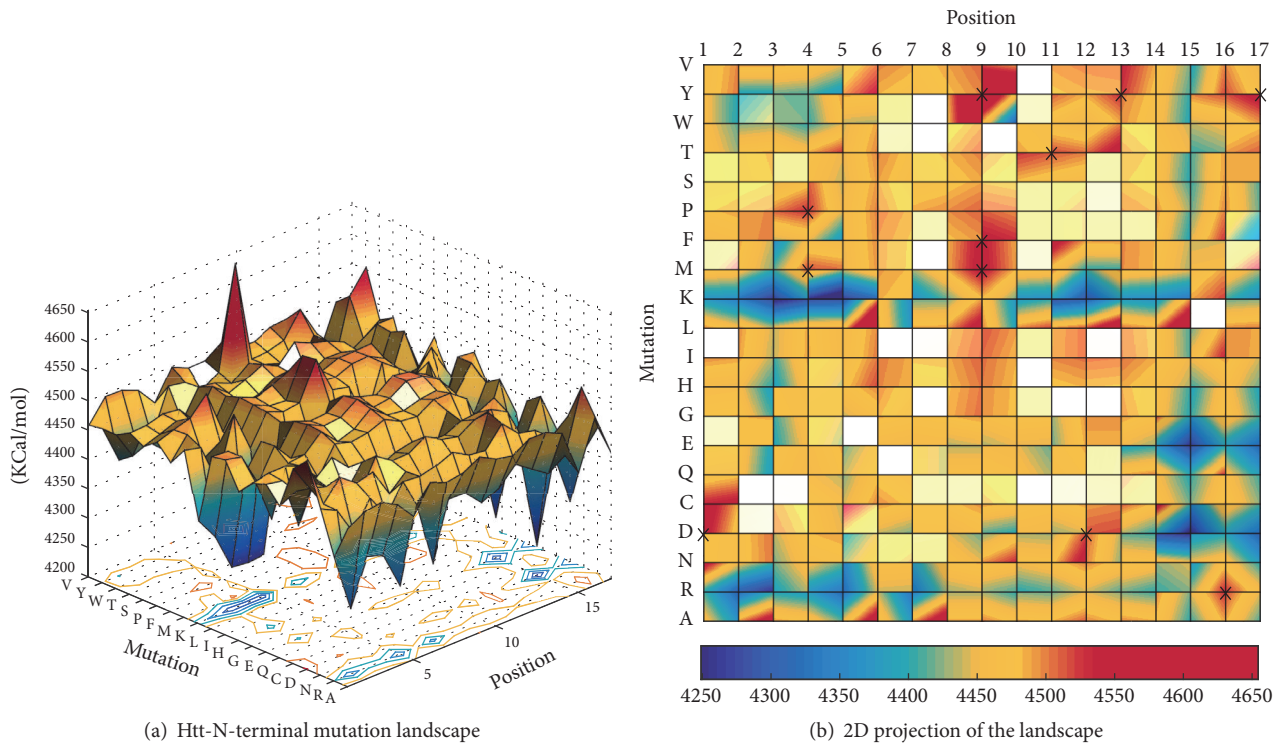 4650
4600
4550
4500
4450
4400
4350
4300
4250
4200
(KCal/mol)
V Y W T S P F M K L I H G E Q C D N R A
Mutation
5
10
15
Position
(a) Htt-N-terminal mutation landscape
Position
1 2 3 4 5 6 7 8 9 10 11 12 13 14 15 16 17
V
Y
W
T
S
P
F
M
K
L
I
H
G
E
Q
C
D
N
R
A
Mutation
4250 4300 4350 4400 4450 4500 4550 4600 4650
(b) 2D projection of the landscape